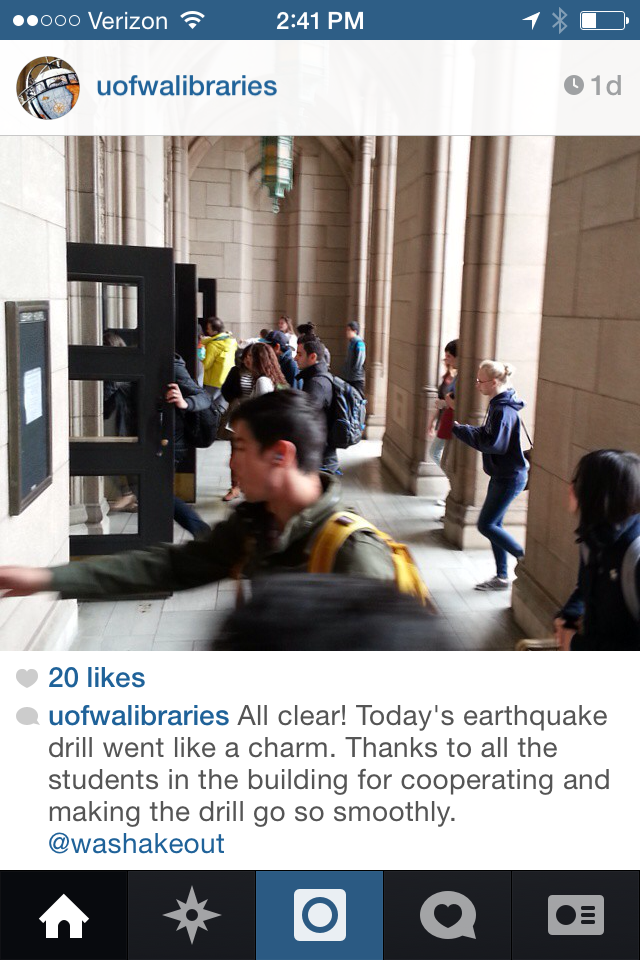 Verizon 2:41 PM
uofwalibraries 1d
20 likes
uofwalibraries All clear! Today's earthquake
drill went like a charm. Thanks to all the
students in the building for cooperating and
making the drill go so smoothly.
@washakeout